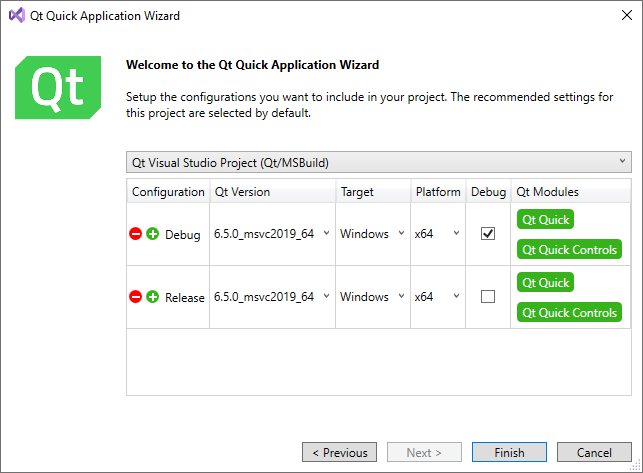 Qt Quick Application Wizard
Qt
Welcome to the Qt Quick Application Wizard
Setup the configurations you want to include in your project. The recommended settings for
this project are selected by default.
Qt Visual Studio Project (Qt/MSBuild)
Configuration Qt Version Target Platform Debug Qt Modules
Debug 6.5.0_msvc2019_64 Windows x64 Qt Quick
Qt Quick Controls
Release 6.5.0_msvc2019_64 Windows x64 Qt Quick
Qt Quick Controls
< Previous Next > Finish Cancel